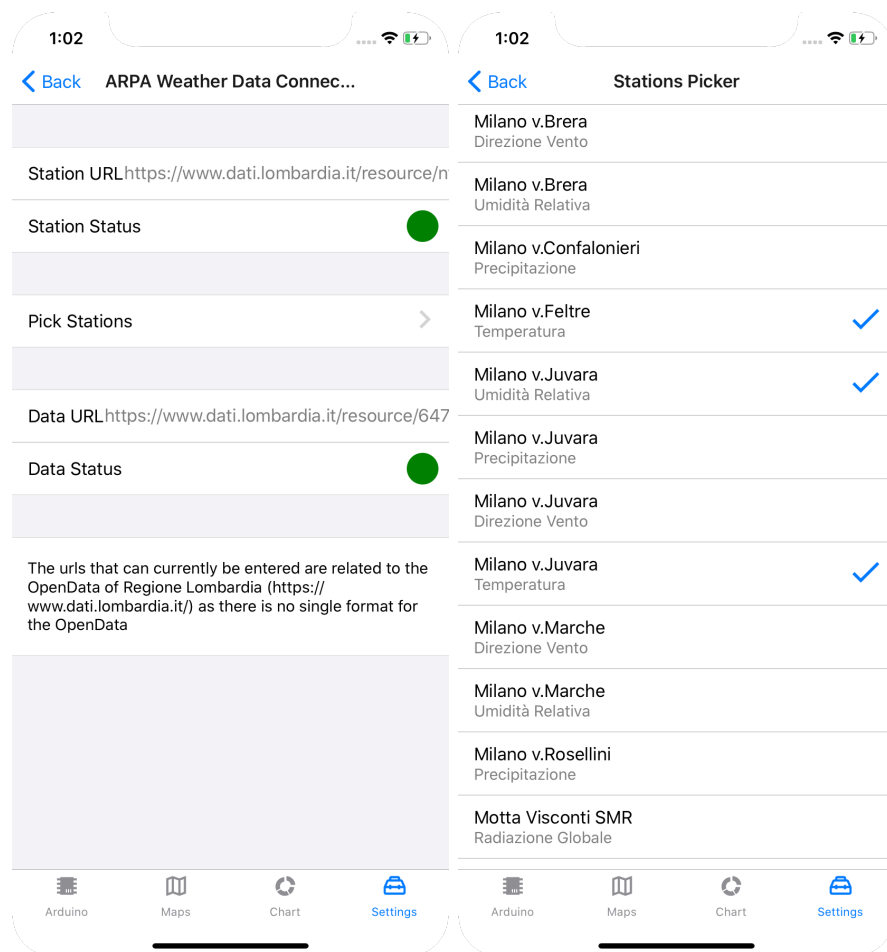 1:02
Back
ARPA Weather Data Connec...
Station URL https://www.dati.lombardia.it/resource/n
Station Status
Pick Stations
Data URL https://www.dati.lombardia.it/resource/647
Data Status
The urls that can currently be entered are related to the
OpenData of Regione Lombardia (https://
www.dati.lombardia.it/) as there is no single format for
the OpenData
Arduino
Maps
Chart
Settings
1:02
Back
Stations Picker
Milano v.Brera
Direzione Vento
Milano v.Brera
Umidità Relativa
Milano v.Confalonieri
Precipitazione
Milano v.Feltre
Temperatura
Milano v.Juvara
Umidità Relativa
Milano v.Juvara
Precipitazione
Milano v.Juvara
Direzione Vento
Milano v.Juvara
Temperatura
Milano v.Marche
Direzione Vento
Milano v.Marche
Umidità Relativa
Milano v.Rosellini
Precipitazione
Motta Visconti SMR
Radiazione Globale
Arduino
Maps
Chart
Settings